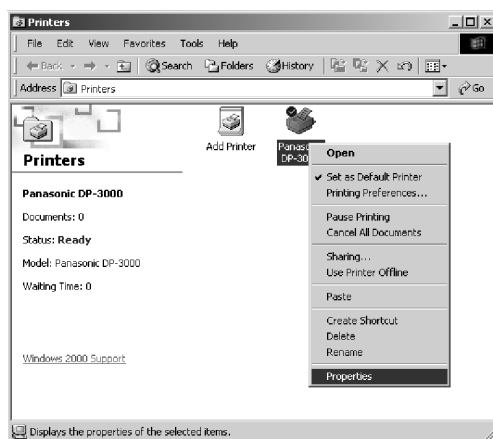 Printers
File Edit View Favorites Tools Help
Back Search Folders History
Address Printers Go
Printers
Panasonic DP-3000
Documents: 0
Status: Ready
Model: Panasonic DP-3000
Waiting Time: 0
Windows 2000 Support
Add Printer
Panaso
DP-30
Open
Set as Default Printer
Printing Preferences...
Pause Printing
Cancel All Documents
Sharing...
Use Printer Offline
Paste
Create Shortcut
Delete
Rename
Properties
Displays the properties of the selected items.